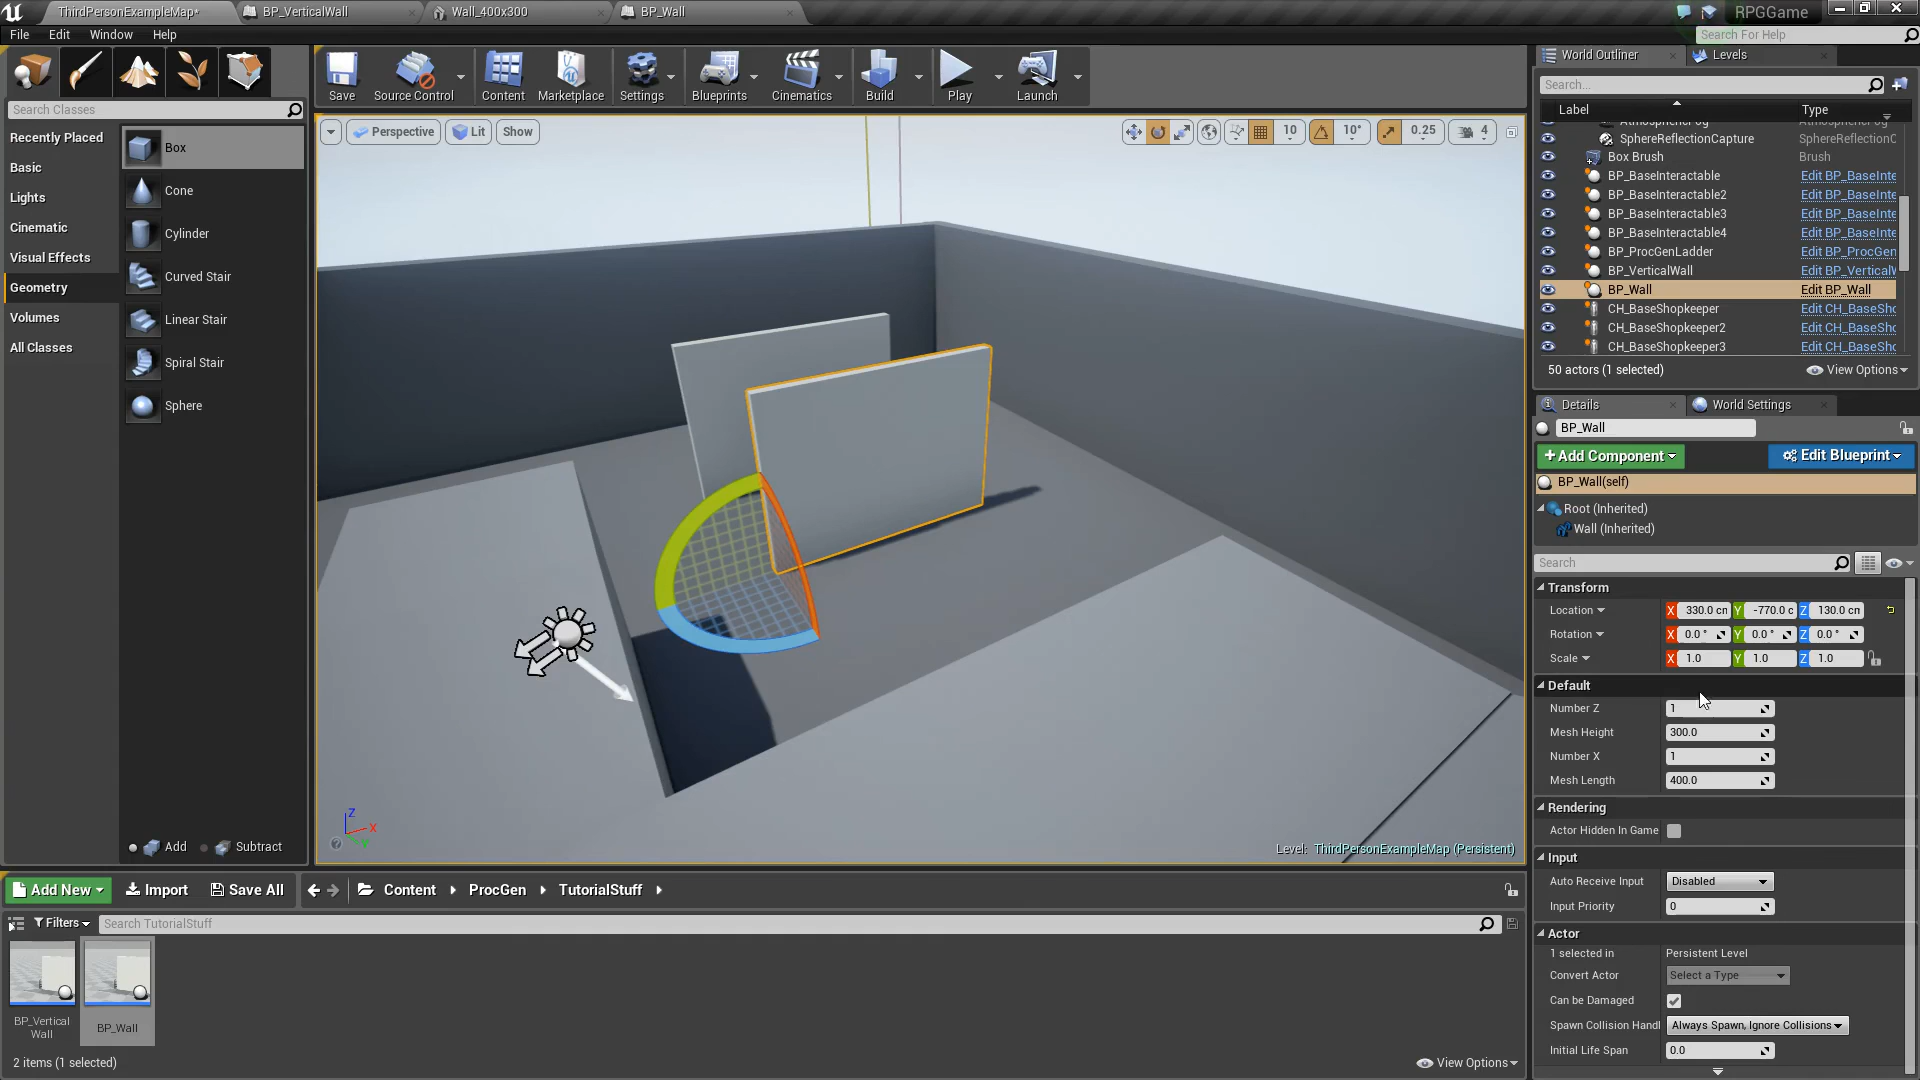 ThirdPersonExampleMap*
BP_VerticalWall
Wall_400x300
BP_Wall
RPGGame
File
Edit
Window
Help
Search For Help
Save
Source Control
Content
Marketplace
Settings
Blueprints
Cinematics
Build
Play
Launch
Search Classes
Recently Placed
Basic
Lights
Cinematic
Visual Effects
Geometry
Volumes
All Classes
Box
Cone
Cylinder
Curved Stair
Linear Stair
Spiral Stair
Sphere
Add
Subtract
Perspective
Lit
Show
10
10°
0.25
4
Z
X
Y
Level: ThirdPersonExampleMap (Persistent)
World Outliner
Levels
Search...
Label
Type
AtmosphericFog
SphereReflectionCapture SphereReflectionC
Box Brush Brush
BP_BaseInteractable Edit BP_BaseInte
BP_BaseInteractable2 Edit BP_BaseInte
BP_BaseInteractable3 Edit BP_BaseInte
BP_BaseInteractable4 Edit BP_BaseInte
BP_ProcGenLadder Edit BP_ProcGen
BP_VerticalWall Edit BP_VerticalW
BP_Wall Edit BP_Wall
CH_BaseShopkeeper Edit CH_BaseSho
CH_BaseShopkeeper2 Edit CH_BaseSho
CH_BaseShopkeeper3 Edit CH_BaseSho
50 actors (1 selected)
View Options
Details
World Settings
BP_Wall
+Add Component
Edit Blueprint
BP_Wall(self)
Root (Inherited)
Wall (Inherited)
Search
Transform
Location X 330.0 cm Y -770.0 c Z 130.0 cm
Rotation X 0.0 ° Y 0.0 ° Z 0.0 °
Scale X 1.0 Y 1.0 Z 1.0
Default
Number Z 1
Mesh Height 300.0
Number X 1
Mesh Length 400.0
Rendering
Actor Hidden In Game
Input
Auto Receive Input Disabled
Input Priority 0
Actor
1 selected in Persistent Level
Convert Actor Select a Type
Can be Damaged
Spawn Collision Handl Always Spawn, Ignore Collisions
Initial Life Span 0.0
Add New
Import
Save All
Content
ProcGen
TutorialStuff
Filters
Search TutorialStuff
BP_Vertical
Wall
BP_Wall
2 items (1 selected)
View Options